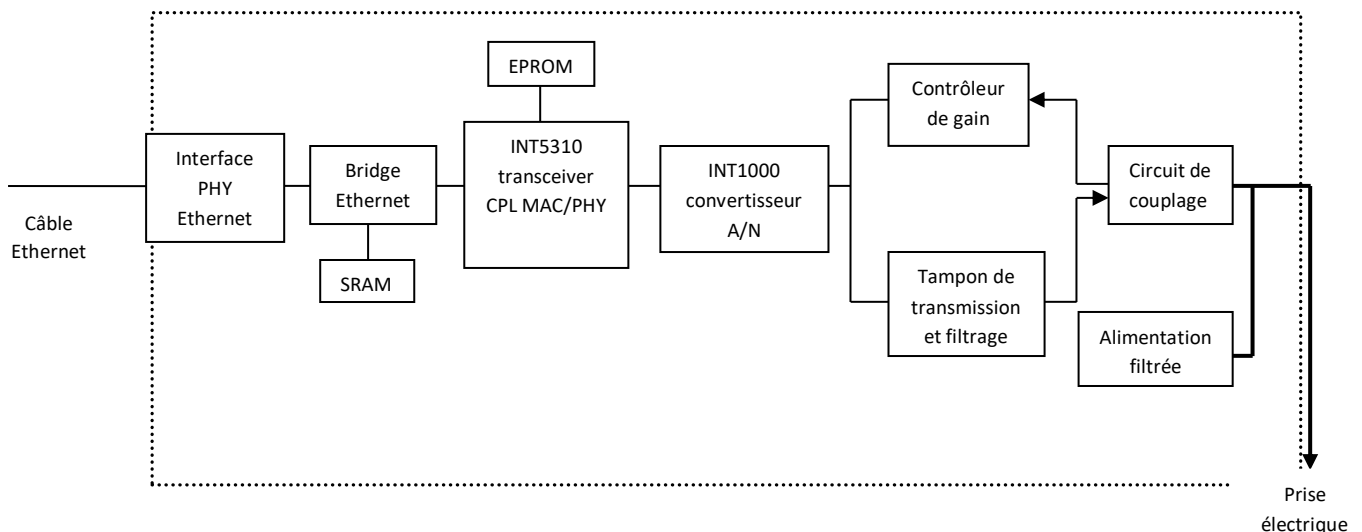 Câble
Ethernet
Interface
PHY
Ethernet
Bridge
Ethernet
SRAM
EPROM
INT5310
transceiver
CPL MAC/PHY
INT1000
convertisseur
A/N
Contrôleur
de gain
Tampon de
transmission
et filtrage
Circuit de
couplage
Alimentation
filtrée
Prise
électrique